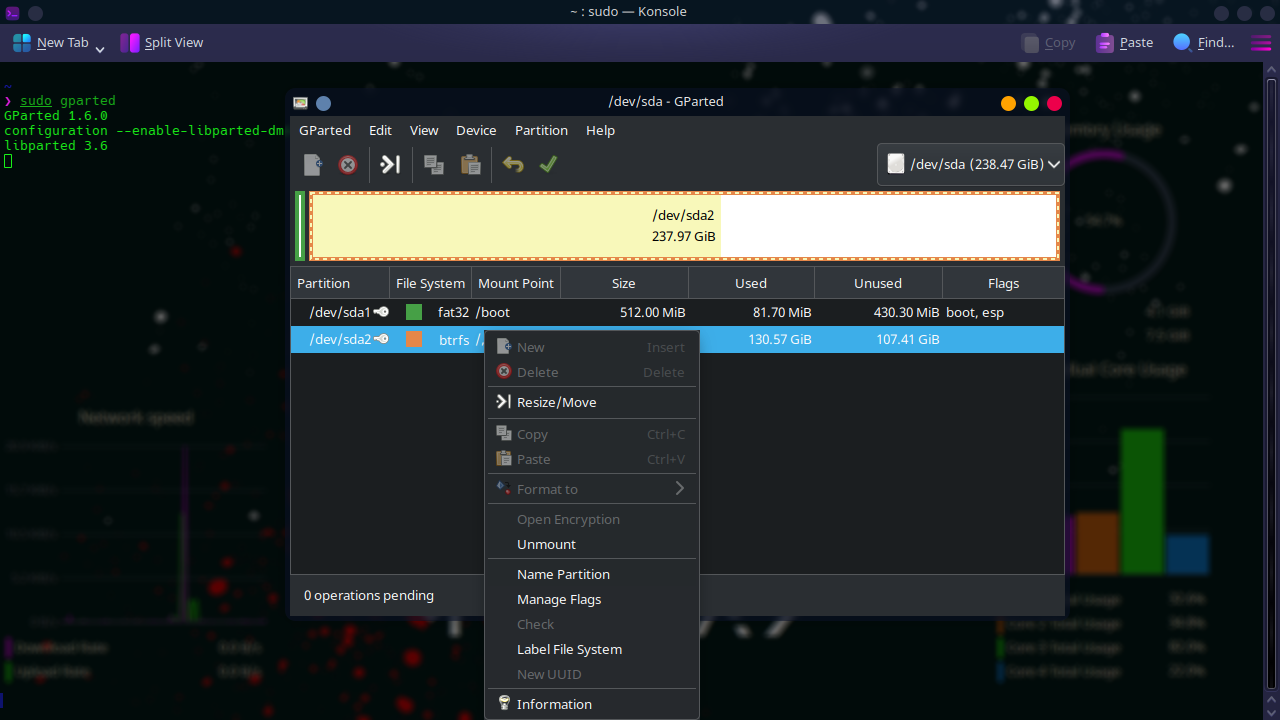 ~ : sudo — Konsole
New Tab Split View Copy Paste Find...
~
❯ sudo gparted
GParted 1.6.0
configuration --enable-libparted-dm
libparted 3.6
/dev/sda - GParted
GParted Edit View Device Partition Help
/dev/sda (238.47 GiB)
/dev/sda2
237.97 GiB
Partition File System Mount Point Size Used Unused Flags
/dev/sda1 fat32 /boot 512.00 MiB 81.70 MiB 430.30 MiB boot, esp
/dev/sda2 btrfs /, 130.57 GiB 107.41 GiB
New Insert
Delete Delete
Resize/Move
Copy Ctrl+C
Paste Ctrl+V
Format to
Open Encryption
Unmount
Name Partition
Manage Flags
Check
Label File System
New UUID
Information
0 operations pending
Network speed